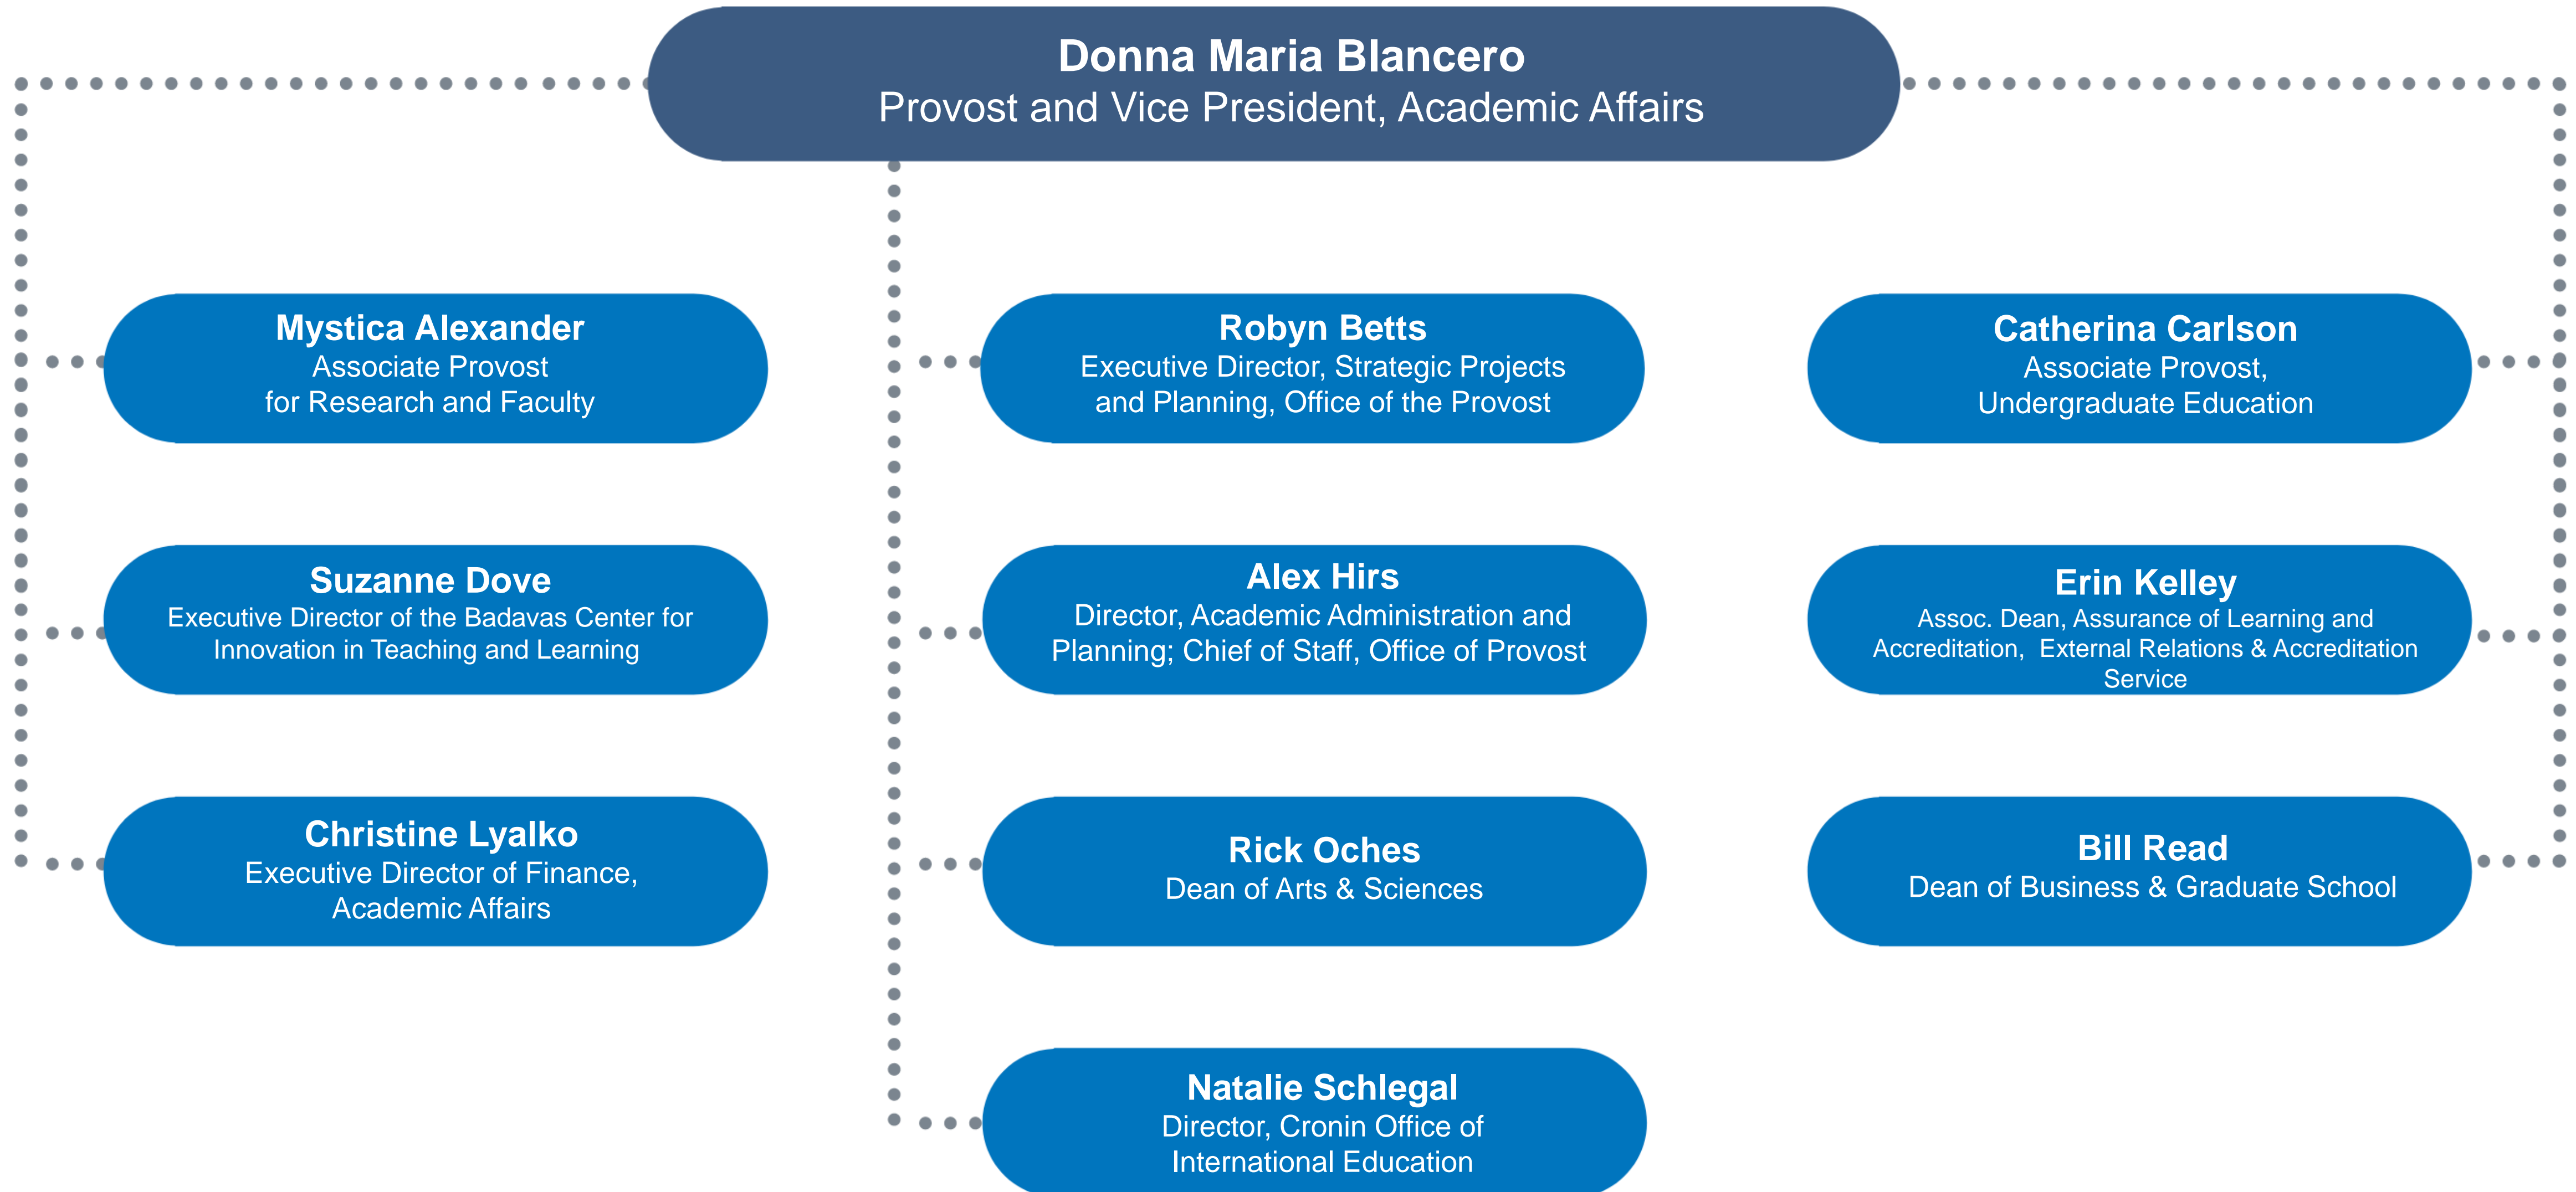 Donna Maria Blancero
Provost and Vice President, Academic Affairs
Mystica Alexander
Associate Provost
for Research and Faculty
Robyn Betts
Executive Director, Strategic Projects
and Planning, Office of the Provost
Catherina Carlson
Associate Provost,
Undergraduate Education
Suzanne Dove
Executive Director of the Badavas Center for
Innovation in Teaching and Learning
Alex Hirs
Director, Academic Administration and
Planning; Chief of Staff, Office of Provost
Erin Kelley
Assoc. Dean, Assurance of Learning and
Accreditation,  External Relations & Accreditation
Service
Christine Lyalko
Executive Director of Finance,
Academic Affairs
Rick Oches
Dean of Arts & Sciences
Bill Read
Dean of Business & Graduate School
Natalie Schlegal
Director, Cronin Office of
International Education